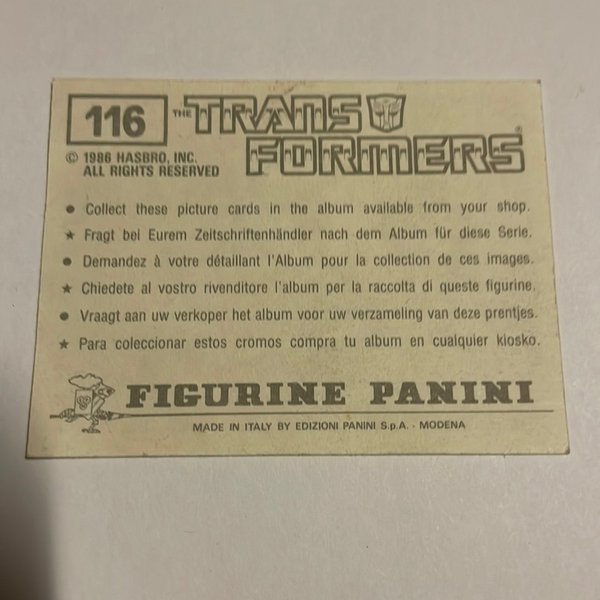 116
THE TRANSFORMERS®
© 1986 HASBRO, INC.
ALL RIGHTS RESERVED
● Collect these picture cards in the album available from your shop.
★ Fragt bei Eurem Zeitschriftenhändler nach dem Album für diese Serie.
● Demandez à votre détaillant l'Album pour la collection de ces images.
★ Chiedete al vostro rivenditore l'album per la raccolta di queste figurine.
● Vraagt aan uw verkoper het album voor uw verzameling van deze prentjes.
★ Para coleccionar estos cromos compra tu album en cualquier kiosko.
FIGURINE PANINI
MADE IN ITALY BY EDIZIONI PANINI S.p.A. - MODENA